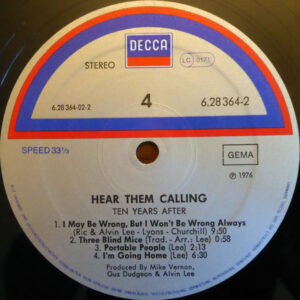 DECCA
STEREO
LC 0171
6.28 364-02-2
4
6.28 364-2
SPEED 33⅓
GEMA
Ⓟ 1976
HEAR THEM CALLING
TEN YEARS AFTER
1. I May Be Wrong, But I Won't Be Wrong Always
(Ric & Alvin Lee - Lyons - Churchill) 9:50
2. Three Blind Mice (Trad. - Arr.: Lee) 0:58
3. Portable People (Lee) 2:13
4. I'm Going Home (Lee) 6:30
Produced by Mike Vernon,
Gus Dudgeon & Alvin Lee